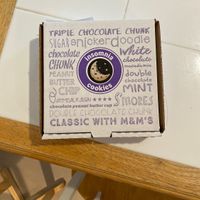 TRIPLE CHOCOLATE CHUNK
SUGAR snickerdoodle
chocolate CHUNK
White chocolate macadamia
PEANUT BUTTER CHIP
insomnia cookies
double chocolate MINT
S'MORES
chocolate peanut butter cup
DOUBLE CHOCOLATE CHUNK
CLASSIC WITH M&M'S